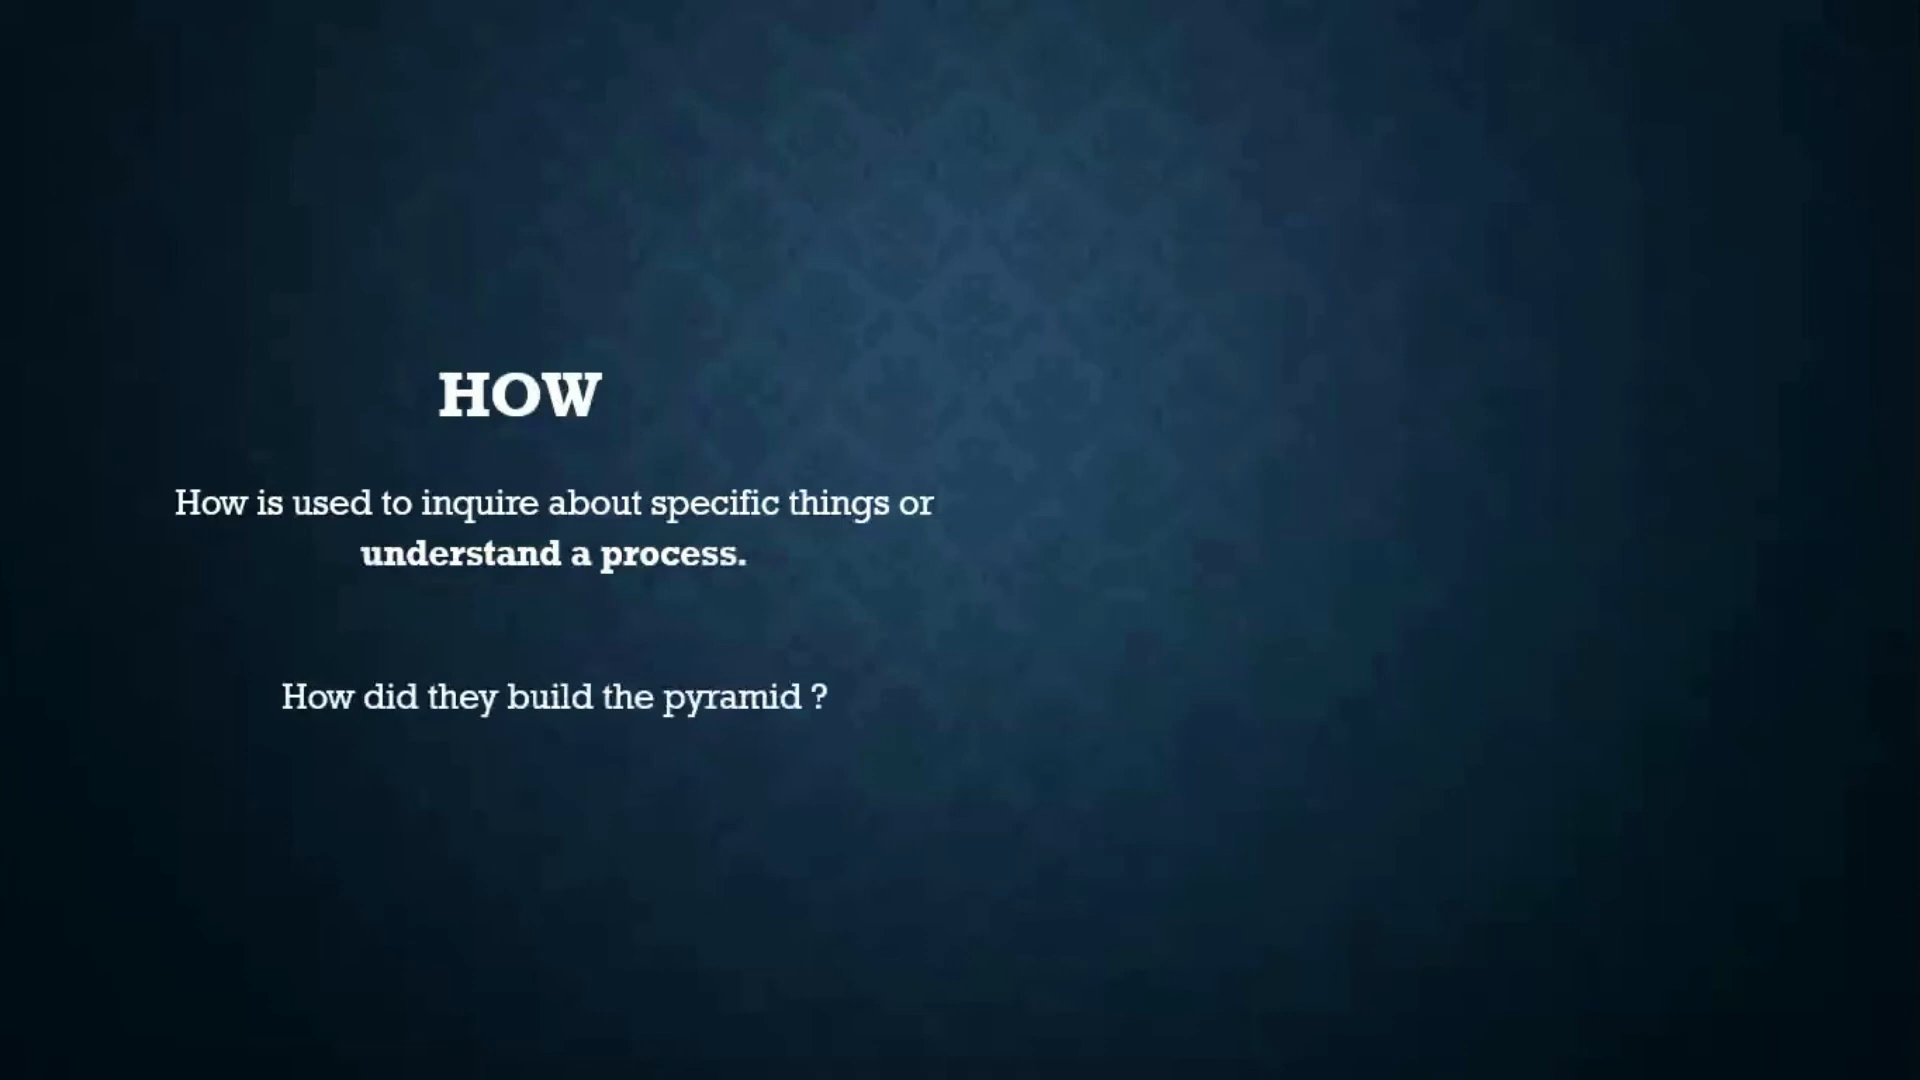 HOW
How is used to inquire about specific things or
understand a process.
How did they build the pyramid ?